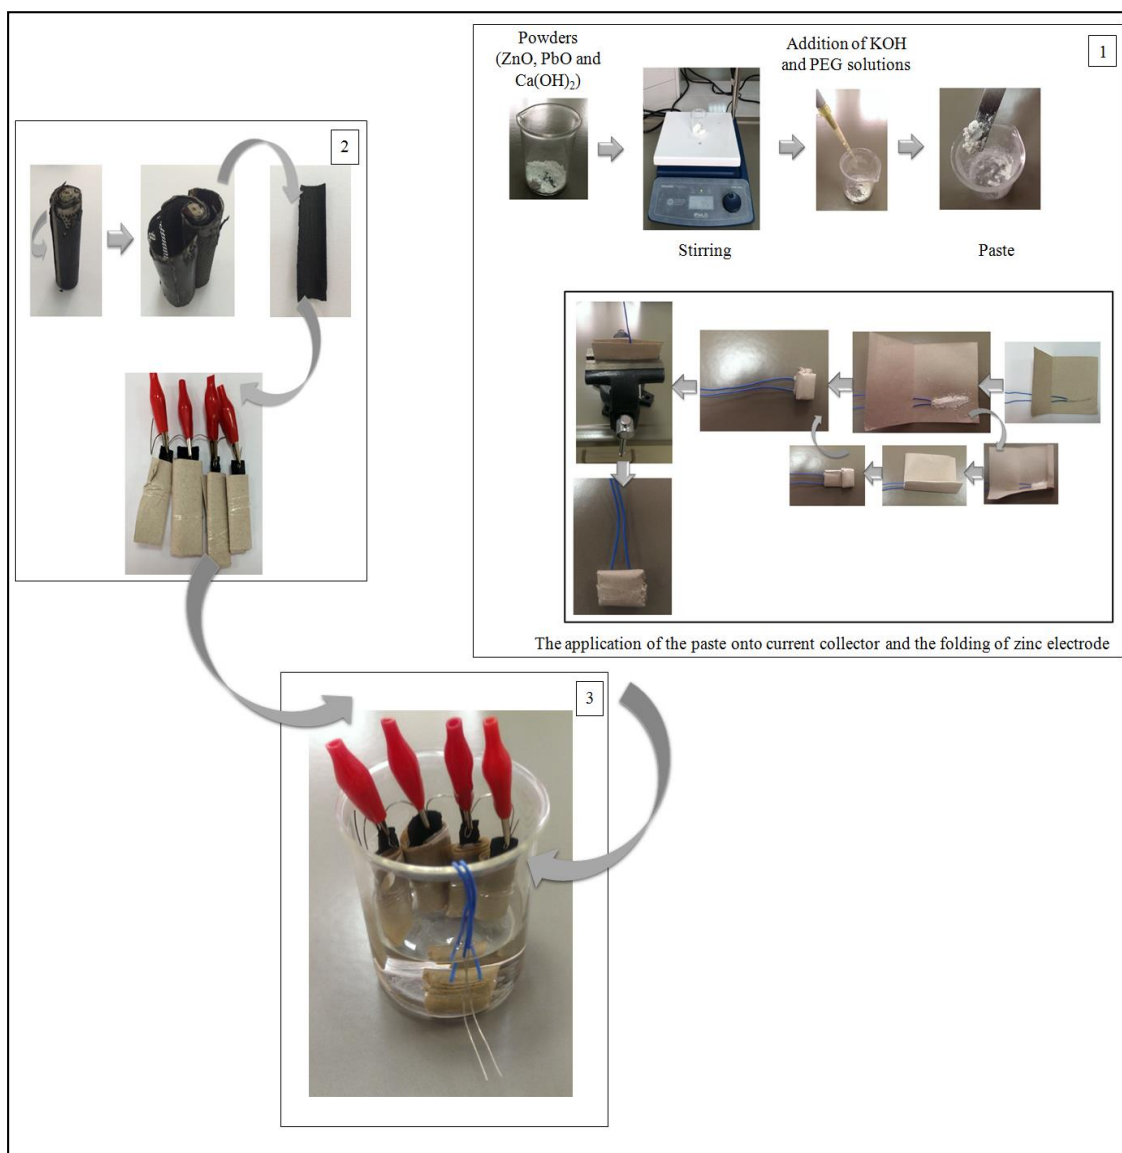 Powders
(ZnO, PbO and
Ca(OH)₂)
Addition of KOH
and PEG solutions
1
Stirring
Paste
2
The application of the paste onto current collector and the folding of zinc electrode
3